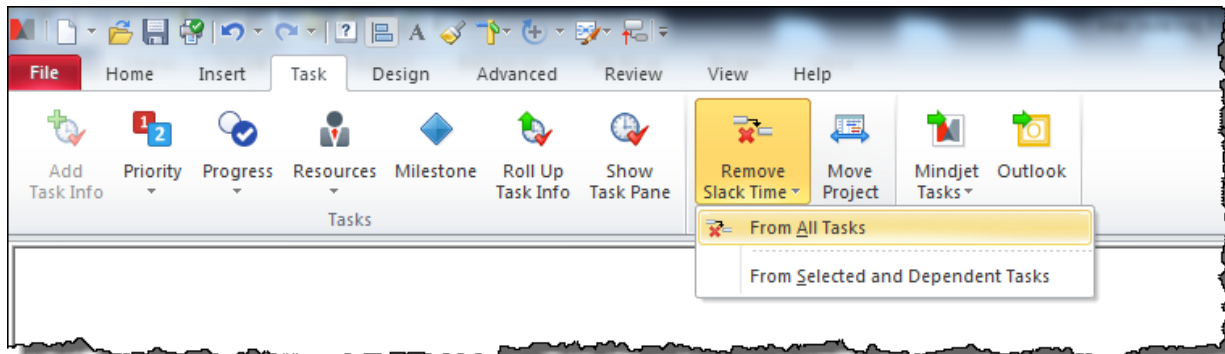 File Home Insert Task Design Advanced Review View Help
Add Task Info
Priority
Progress
Resources
Milestone
Roll Up Task Info
Show Task Pane
Remove Slack Time
Move Project
Mindjet Tasks
Outlook
Tasks
From All Tasks
From Selected and Dependent Tasks